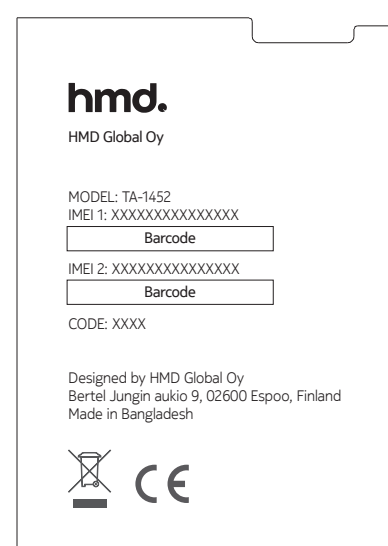 hmd.
HMD Global Oy
MODEL: TA-1452
IMEI 1: XXXXXXXXXXXXXXX
Barcode
IMEI 2: XXXXXXXXXXXXXXX
Barcode
CODE: XXXX
Designed by HMD Global Oy
Bertel Jungin aukio 9, 02600 Espoo, Finland
Made in Bangladesh
CE